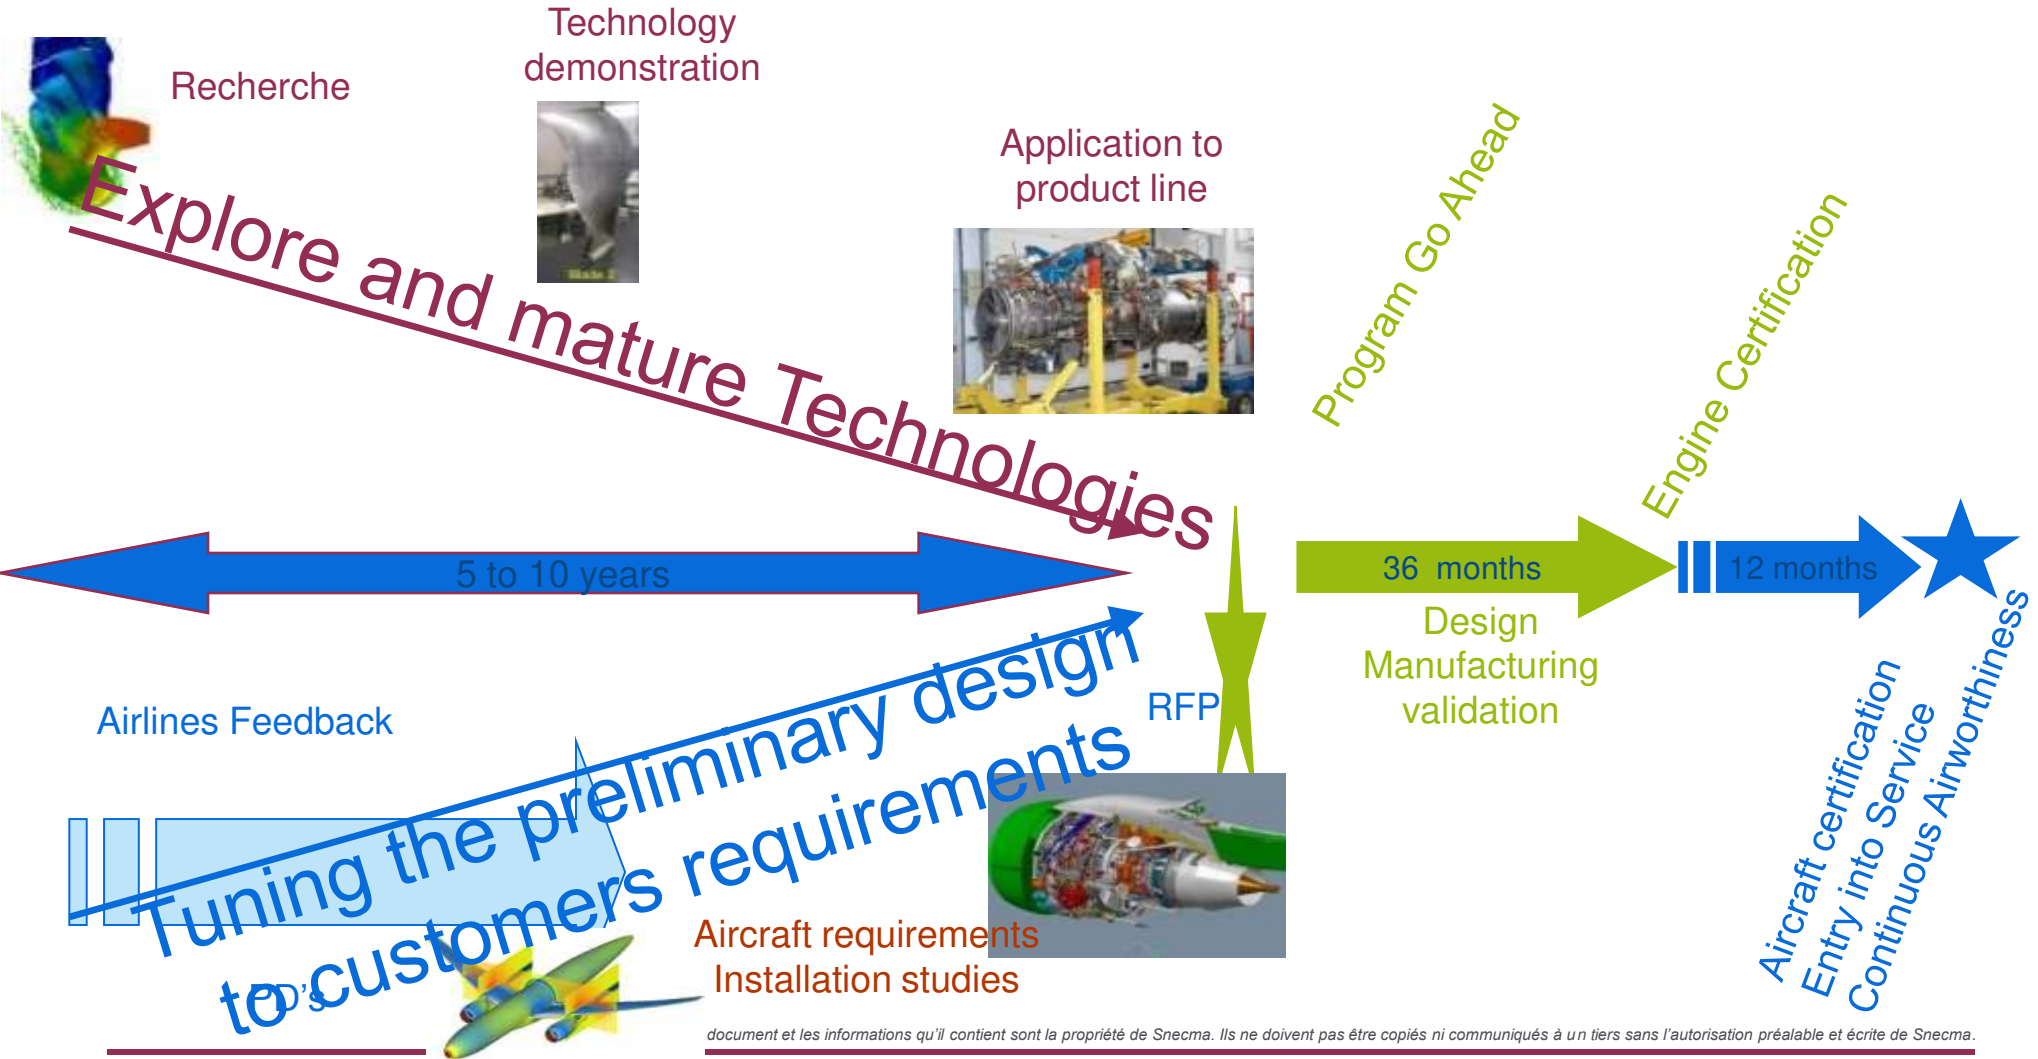 Recherche
Technology
demonstration
Application to
product line
Explore and mature Technologies
Program Go Ahead
Engine Certification
5 to 10 years
36 months
12 months
Design
Manufacturing
validation
RFP
Airlines Feedback
Tuning the preliminary design
to customers requirements
PD's
Aircraft requirements
Installation studies
Aircraft certification
Entry into Service
Continuous Airworthiness
document et les informations qu'il contient sont la propriété de Snecma. Ils ne doivent pas être copiés ni communiqués à un tiers sans l'autorisation préalable et écrite de Snecma.